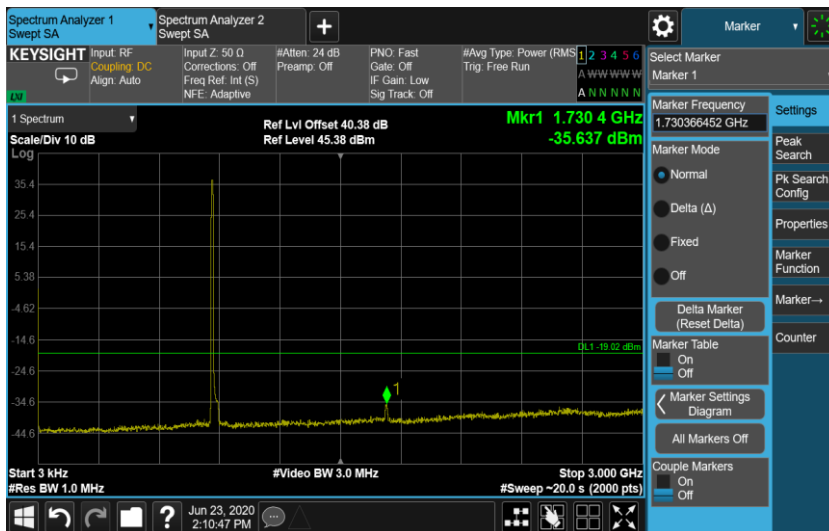 Spectrum Analyzer 1
Swept SA
Spectrum Analyzer 2
Swept SA
+
Marker
KEYSIGHT
Input: RF
Coupling: DC
Align: Auto
Input Z: 50 Ω
Corrections: Off
Freq Ref: Int (S)
NFE: Adaptive
#Atten: 24 dB
Preamp: Off
PNO: Fast
Gate: Off
IF Gain: Low
Sig Track: Off
#Avg Type: Power (RMS
Trig: Free Run
1 2 3 4 5 6
A W W W W W
A N N N N N
LXI
Select Marker
Marker 1
1 Spectrum
Scale/Div 10 dB
Log
Ref Lvl Offset 40.38 dB
Ref Level 45.38 dBm
Mkr1 1.730 4 GHz
-35.637 dBm
35.4
25.4
15.4
5.38
-4.62
-14.6
-24.6
-34.6
-44.6
DL1 -19.02 dBm
1
Start 3 kHz
#Res BW 1.0 MHz
#Video BW 3.0 MHz
Stop 3.000 GHz
#Sweep ~20.0 s (2000 pts)
Marker Frequency
1.730366452 GHz
Marker Mode
Normal
Delta (Δ)
Fixed
Off
Delta Marker
(Reset Delta)
Marker Table
On
Off
Marker Settings
Diagram
All Markers Off
Couple Markers
On
Off
Settings
Peak
Search
Pk Search
Config
Properties
Marker
Function
Marker→
Counter
?
Jun 23, 2020
2:10:47 PM